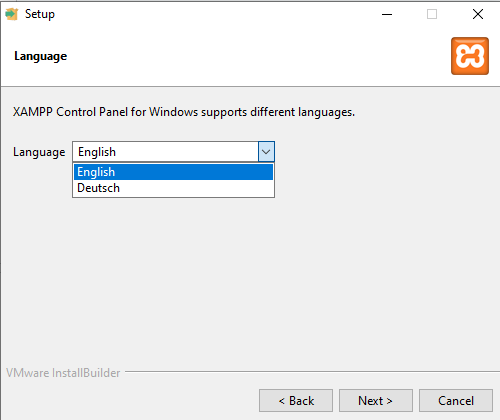 Setup
Language
XAMPP Control Panel for Windows supports different languages.
Language English
English
Deutsch
VMware InstallBuilder
< Back Next > Cancel